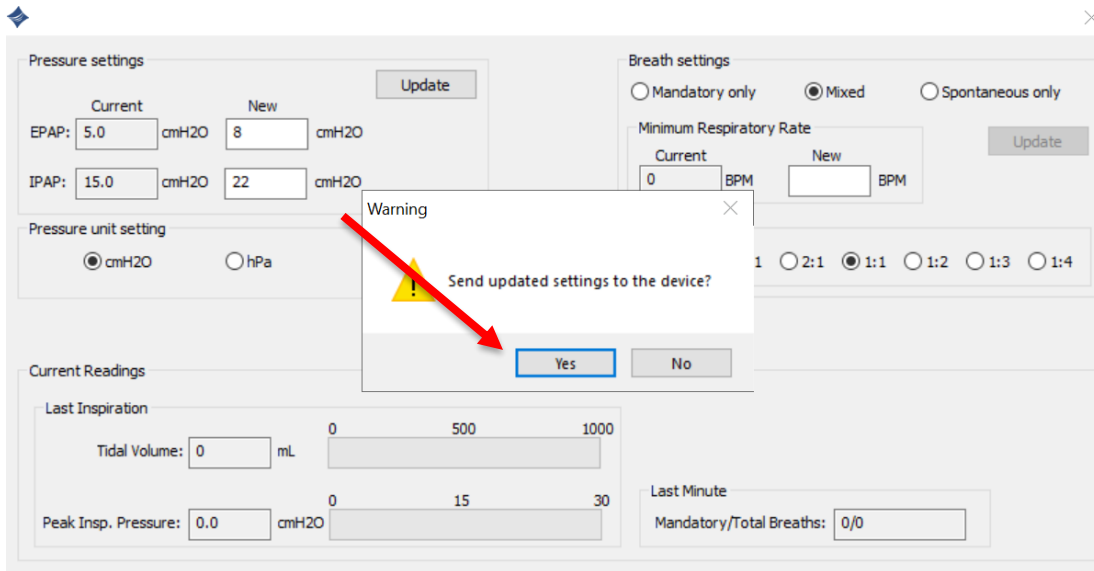 Pressure settings
Update
Current New
EPAP: 5.0 cmH2O 8 cmH2O
IPAP: 15.0 cmH2O 22 cmH2O
Pressure unit setting
cmH2O hPa
Breath settings
Mandatory only Mixed Spontaneous only
Minimum Respiratory Rate
Update
Current New
0 BPM BPM
1 2:1 1:1 1:2 1:3 1:4
Warning
!
Send updated settings to the device?
Yes No
Current Readings
Last Inspiration
0 500 1000
Tidal Volume: 0 mL
0 15 30
Peak Insp. Pressure: 0.0 cmH2O
Last Minute
Mandatory/Total Breaths: 0/0